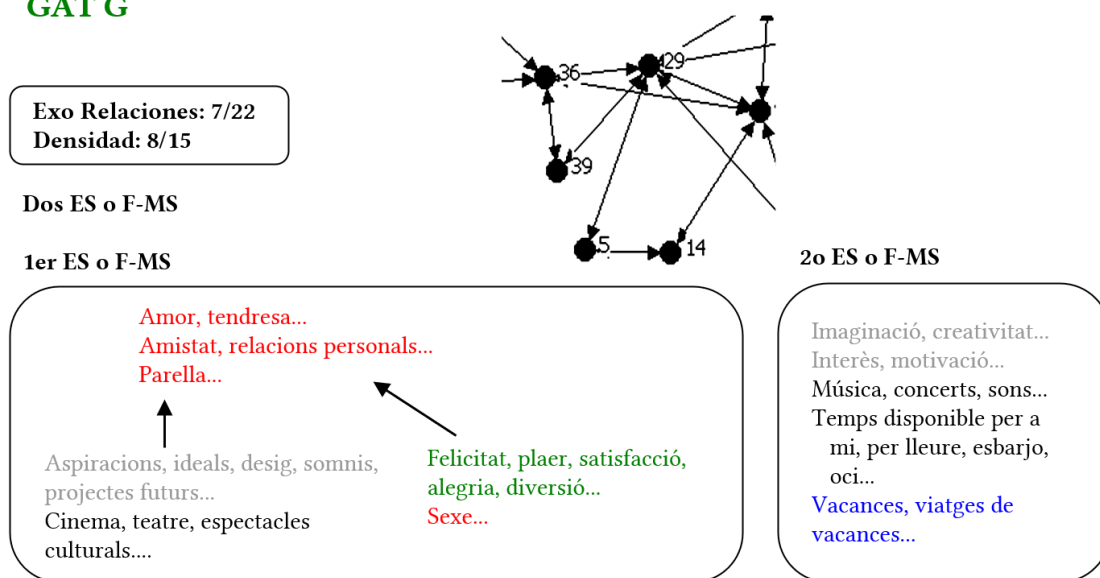 GAT G
Exo Relaciones: 7/22
Densidad: 8/15
Dos ES o F-MS
36
29
39
5
14
1er ES o F-MS
Amor, tendresa...
Amistat, relacions personals...
Parella...
Aspiracions, ideals, desig, somnis,
projectes futurs...
Cinema, teatre, espectacles
culturals....
Felicitat, plaer, satisfacció,
alegria, diversió...
Sexe...
2o ES o F-MS
Imaginació, creativitat...
Interès, motivació...
Música, concerts, sons...
Temps disponible per a
mi, per lleure, esbarjo,
oci...
Vacances, viatges de
vacances...